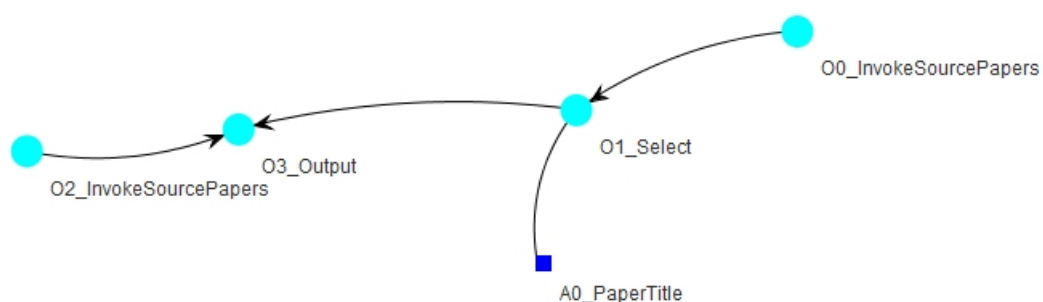 O0_InvokeSourcePapers
O1_Select
O3_Output
O2_InvokeSourcePapers
A0_PaperTitle